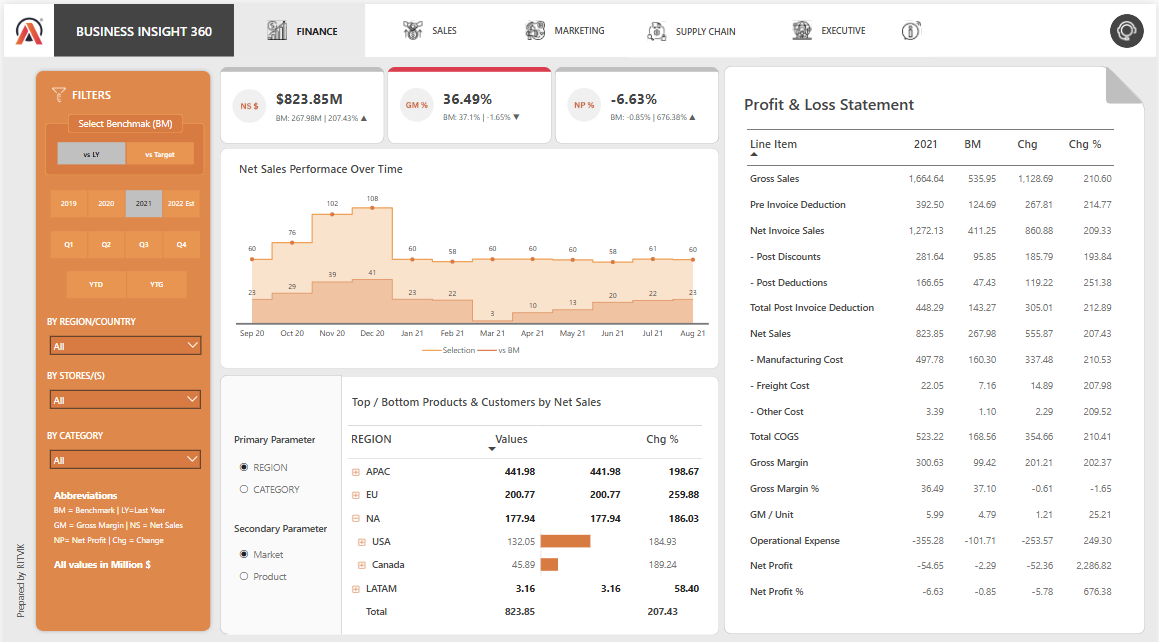 BUSINESS INSIGHT 360
FINANCE
SALES
MARKETING
SUPPLY CHAIN
EXECUTIVE
FILTERS
Select Benchmak (BM)
vs LY vs Target
2019 2020 2021 2022 Est
Q1 Q2 Q3 Q4
YTD YTG
BY REGION/COUNTRY
All
BY STORES/(S)
All
BY CATEGORY
All
Abbreviations
BM = Benchmark | LY=Last Year
GM = Gross Margin | NS = Net Sales
NP= Net Profit | Chg = Change
All values in Million $
Prepared by RITVIK
NS $
$823.85M
BM: 267.98M | 207.43% ▲
GM %
36.49%
BM: 37.1% | -1.65% ▼
NP %
-6.63%
BM: -0.85% | 676.38% ▲
Net Sales Performace Over Time
60 76 102 108 60 58 60 60 60 58 61 60
23 29 39 41 23 22 3 10 13 20 22 23
Sep 20 Oct 20 Nov 20 Dec 20 Jan 21 Feb 21 Mar 21 Apr 21 May 21 Jun 21 Jul 21 Aug 21
Selection vs BM
Primary Parameter
REGION
CATEGORY
Secondary Parameter
Market
Product
Top / Bottom Products & Customers by Net Sales
REGION Values Chg %
APAC 441.98 441.98 198.67
EU 200.77 200.77 259.88
NA 177.94 177.94 186.03
USA 132.05 184.93
Canada 45.89 189.24
LATAM 3.16 3.16 58.40
Total 823.85 207.43
Profit & Loss Statement
Line Item 2021 BM Chg Chg %
Gross Sales 1,664.64 535.95 1,128.69 210.60
Pre Invoice Deduction 392.50 124.69 267.81 214.77
Net Invoice Sales 1,272.13 411.25 860.88 209.33
- Post Discounts 281.64 95.85 185.79 193.84
- Post Deductions 166.65 47.43 119.22 251.38
Total Post Invoice Deduction 448.29 143.27 305.01 212.89
Net Sales 823.85 267.98 555.87 207.43
- Manufacturing Cost 497.78 160.30 337.48 210.53
- Freight Cost 22.05 7.16 14.89 207.98
- Other Cost 3.39 1.10 2.29 209.52
Total COGS 523.22 168.56 354.66 210.41
Gross Margin 300.63 99.42 201.21 202.37
Gross Margin % 36.49 37.10 -0.61 -1.65
GM / Unit 5.99 4.79 1.21 25.21
Operational Expense -355.28 -101.71 -253.57 249.30
Net Profit -54.65 -2.29 -52.36 2,286.82
Net Profit % -6.63 -0.85 -5.78 676.38